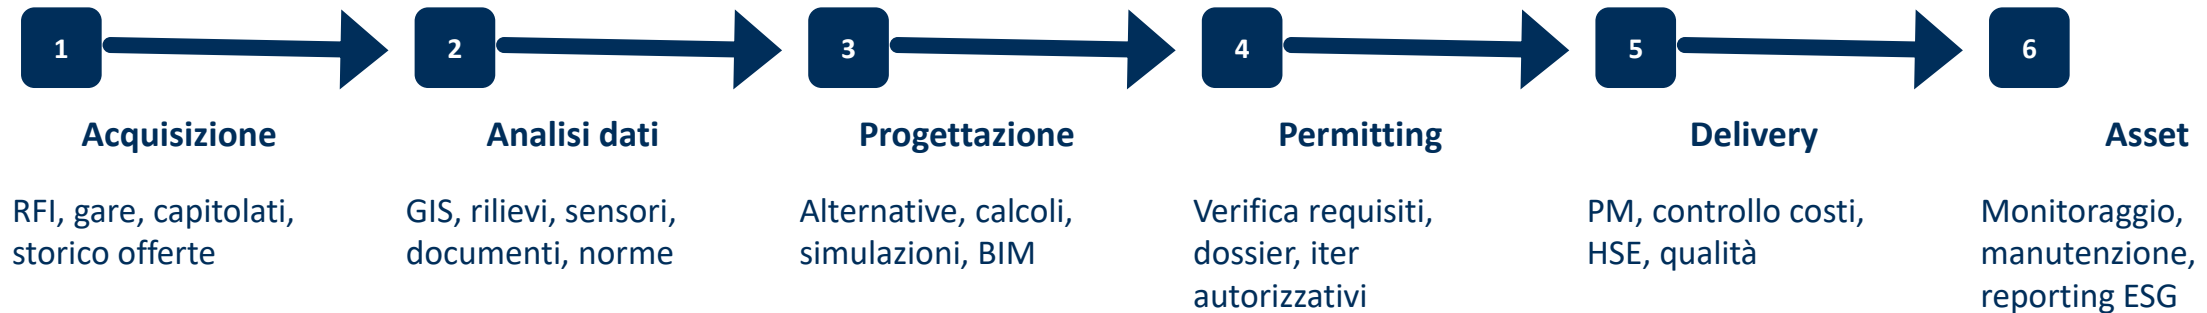 1
2
3
4
5
6
Acquisizione
Analisi dati
Progettazione
Permitting
Delivery
Asset
RFI, gare, capitolati,
storico offerte
GIS, rilievi, sensori,
documenti, norme
Alternative, calcoli,
simulazioni, BIM
Verifica requisiti,
dossier, iter
autorizzativi
PM, controllo costi,
HSE, qualità
Monitoraggio,
manutenzione,
reporting ESG